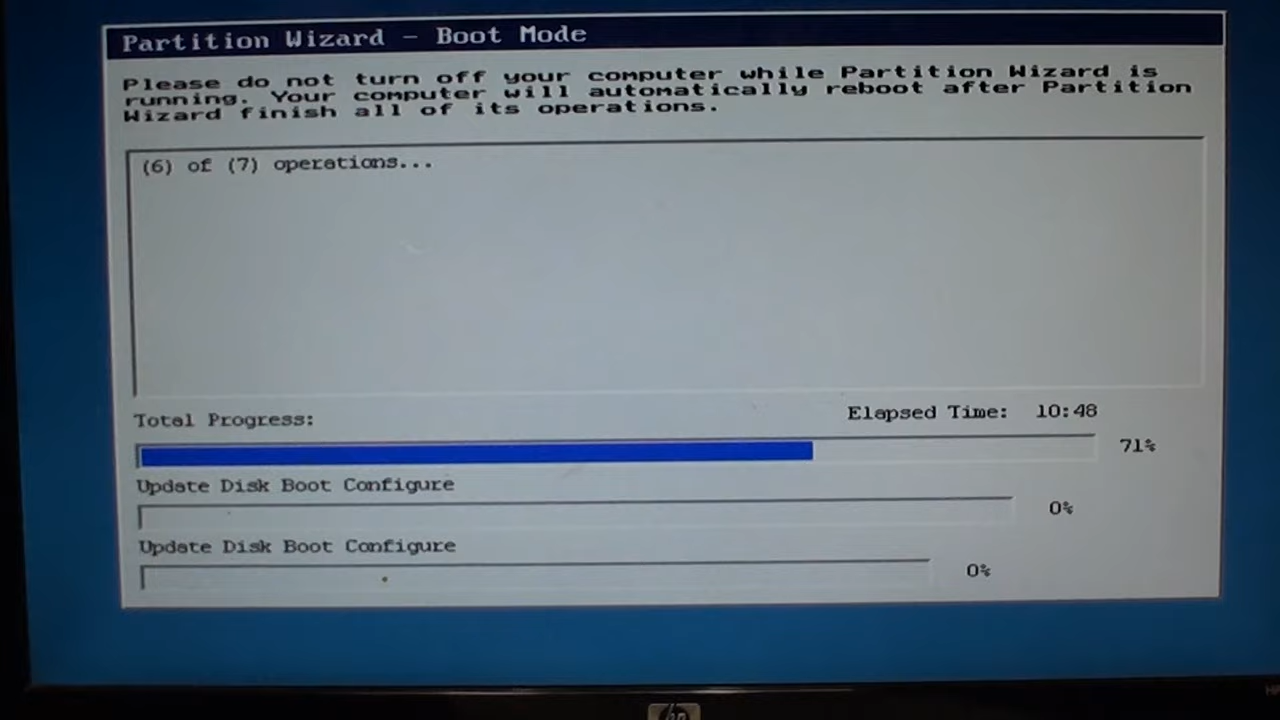 Partition Wizard - Boot Mode
Please do not turn off your computer while Partition Wizard is
running. Your computer will automatically reboot after Partition
Wizard finish all of its operations.
(6) of (7) operations...
Total Progress:
Elapsed Time: 10:48
71%
Update Disk Boot Configure
0%
Update Disk Boot Configure
0%
hp